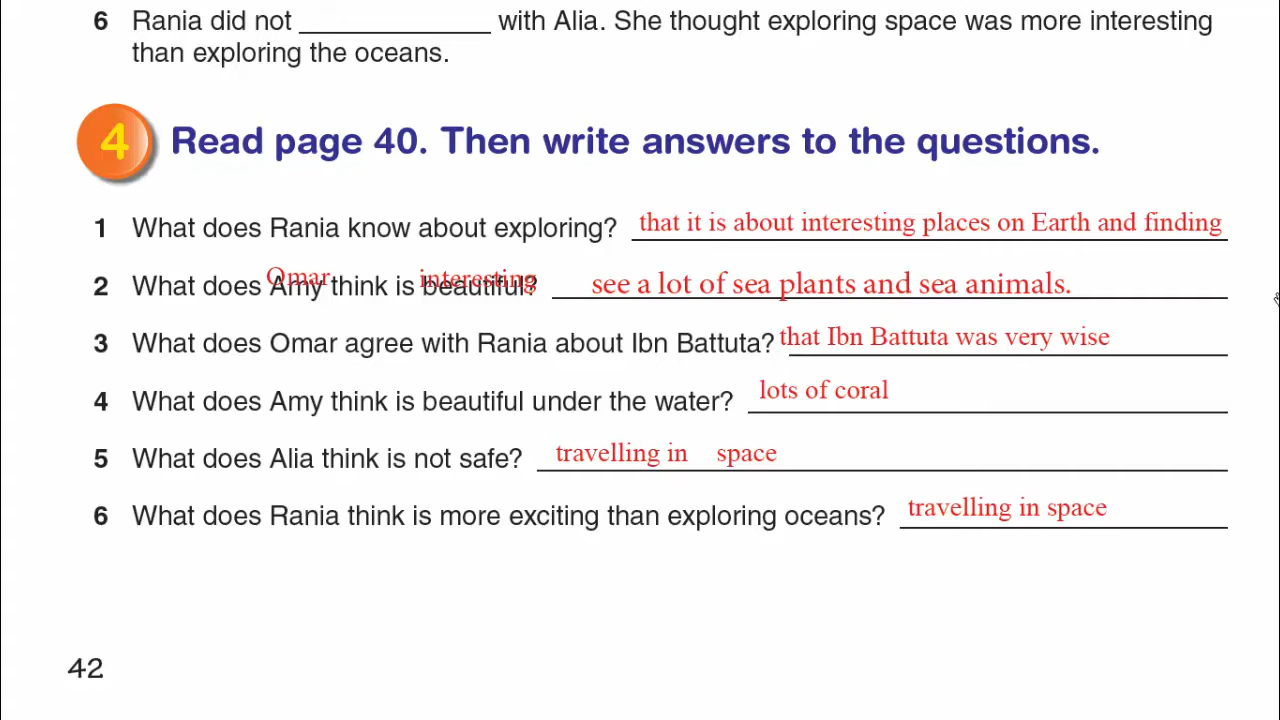 6 Rania did not ______________ with Alia. She thought exploring space was more interesting
than exploring the oceans.
4 Read page 40. Then write answers to the questions.
1 What does Rania know about exploring? that it is about interesting places on Earth and finding
Omar interesting
2 What does Amy think is beautiful? see a lot of sea plants and sea animals.
3 What does Omar agree with Rania about Ibn Battuta? that Ibn Battuta was very wise
4 What does Amy think is beautiful under the water? lots of coral
5 What does Alia think is not safe? travelling in space
6 What does Rania think is more exciting than exploring oceans? travelling in space
42